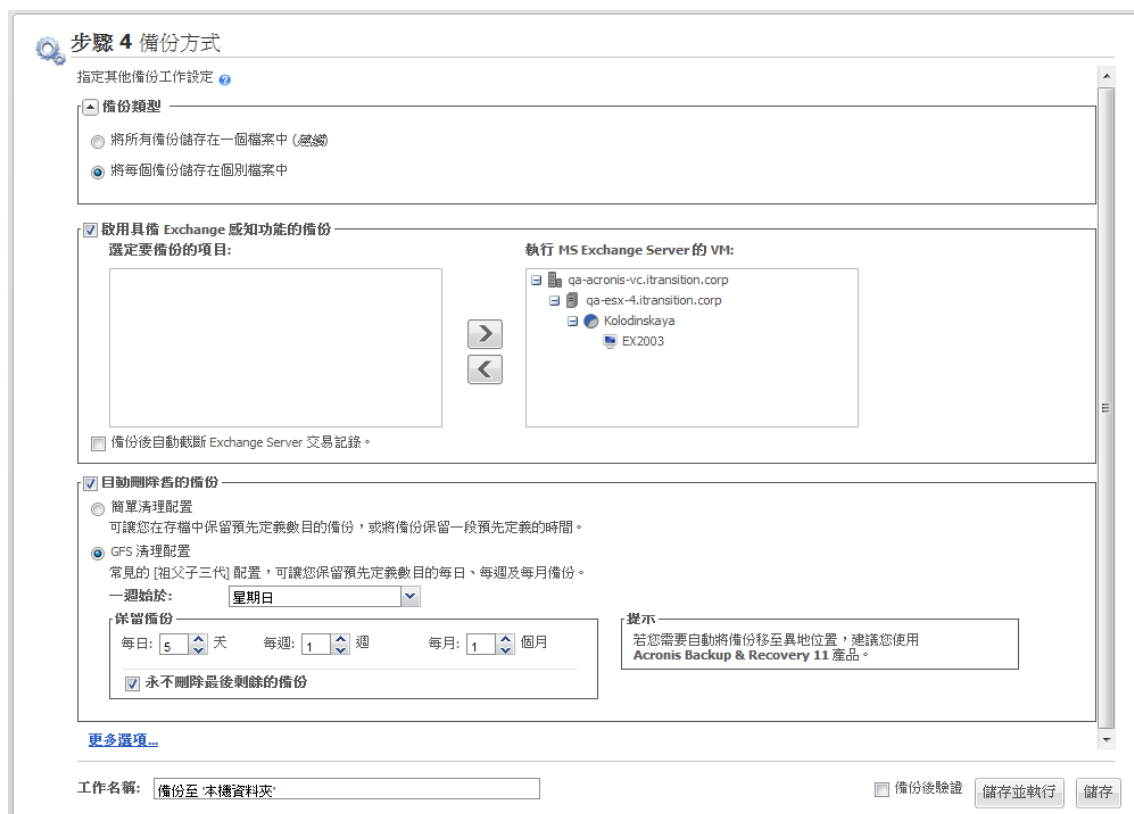 步驟 4 備份方式
指定其他備份工作設定
備份類型
將所有備份儲存在一個檔案中 (建議)
將每個備份儲存在個別檔案中
啟用具備 Exchange 感知功能的備份
選定要備份的項目:
執行 MS Exchange Server 的 VM:
qa-acronis-vc.itransition.corp
qa-esx-4.itransition.corp
Kolodinskaya
EX2003
備份後自動截斷 Exchange Server 交易記錄。
自動刪除舊的備份
簡單清理配置
可讓您在存檔中保留預先定義數目的備份，或將備份保留一段預先定義的時間。
GFS 清理配置
常見的 [祖父子三代] 配置，可讓您保留預先定義數目的每日、每週及每月備份。
一週始於: 星期日
保留備份
每日: 5 天 每週: 1 週 每月: 1 個月
永不刪除最後剩餘的備份
提示
若您需要自動將備份移至異地位置，建議您使用
Acronis Backup & Recovery 11 產品。
更多選項...
工作名稱: 備份至 '本機資料夾'
備份後驗證 儲存並執行 儲存